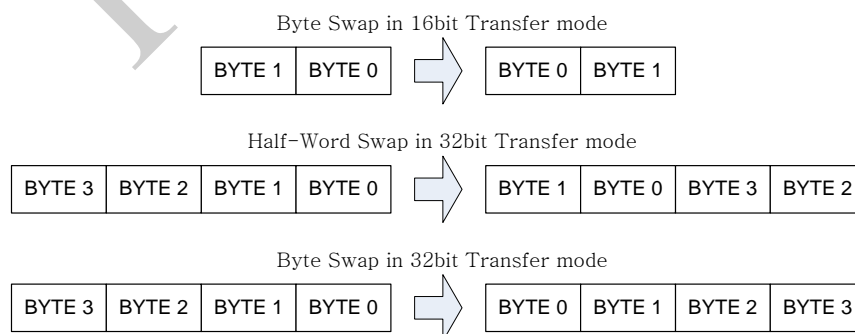 Byte Swap in 16bit Transfer mode
BYTE 1 BYTE 0 BYTE 0 BYTE 1
Half-Word Swap in 32bit Transfer mode
BYTE 3 BYTE 2 BYTE 1 BYTE 0 BYTE 1 BYTE 0 BYTE 3 BYTE 2
Byte Swap in 32bit Transfer mode
BYTE 3 BYTE 2 BYTE 1 BYTE 0 BYTE 0 BYTE 1 BYTE 2 BYTE 3